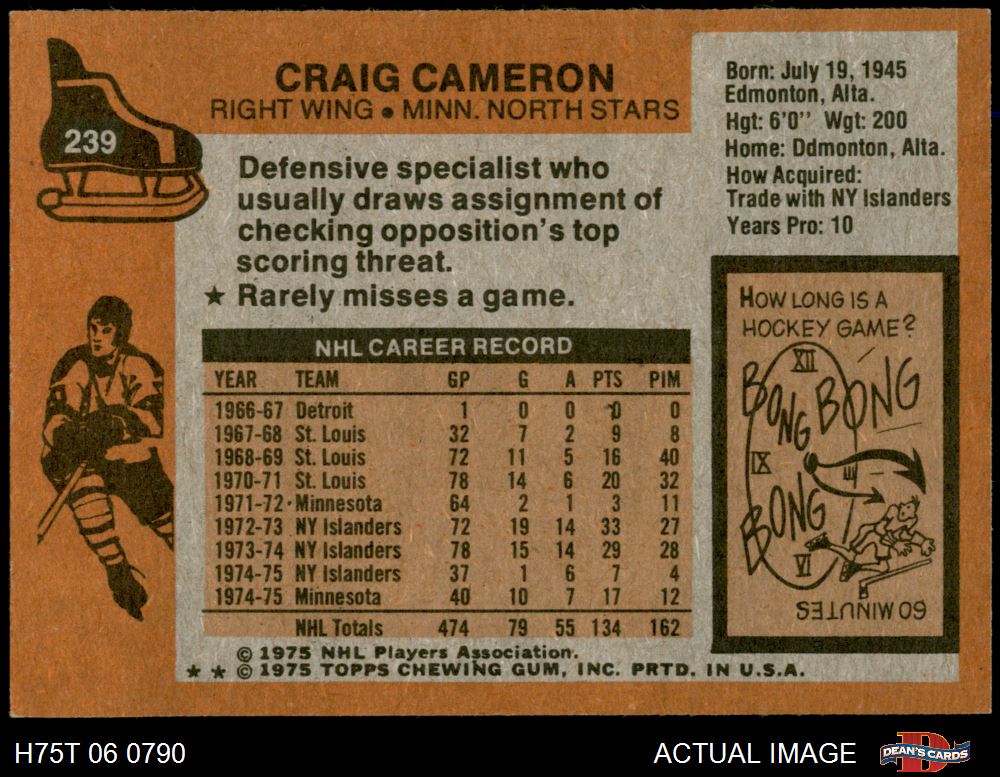 239
CRAIG CAMERON
RIGHT WING • MINN. NORTH STARS
Defensive specialist who
usually draws assignment of
checking opposition's top
scoring threat.
★ Rarely misses a game.
Born: July 19, 1945
Edmonton, Alta.
Hgt: 6'0'' Wgt: 200
Home: Ddmonton, Alta.
How Acquired:
Trade with NY Islanders
Years Pro: 10
NHL CAREER RECORD
YEAR TEAM GP G A PTS PIM
1966-67 Detroit 1 0 0 0 0
1967-68 St. Louis 32 7 2 9 8
1968-69 St. Louis 72 11 5 16 40
1970-71 St. Louis 78 14 6 20 32
1971-72 Minnesota 64 2 1 3 11
1972-73 NY Islanders 72 19 14 33 27
1973-74 NY Islanders 78 15 14 29 28
1974-75 NY Islanders 37 1 6 7 4
1974-75 Minnesota 40 10 7 17 12
NHL Totals 474 79 55 134 162
HOW LONG IS A
HOCKEY GAME?
XII
BONG BONG
IX III
BONG
VI
60 MINUTES
© 1975 NHL Players Association.
★ ★ © 1975 TOPPS CHEWING GUM, INC. PRTD. IN U.S.A.
H75T 06 0790
ACTUAL IMAGE
DEAN'S CARDS